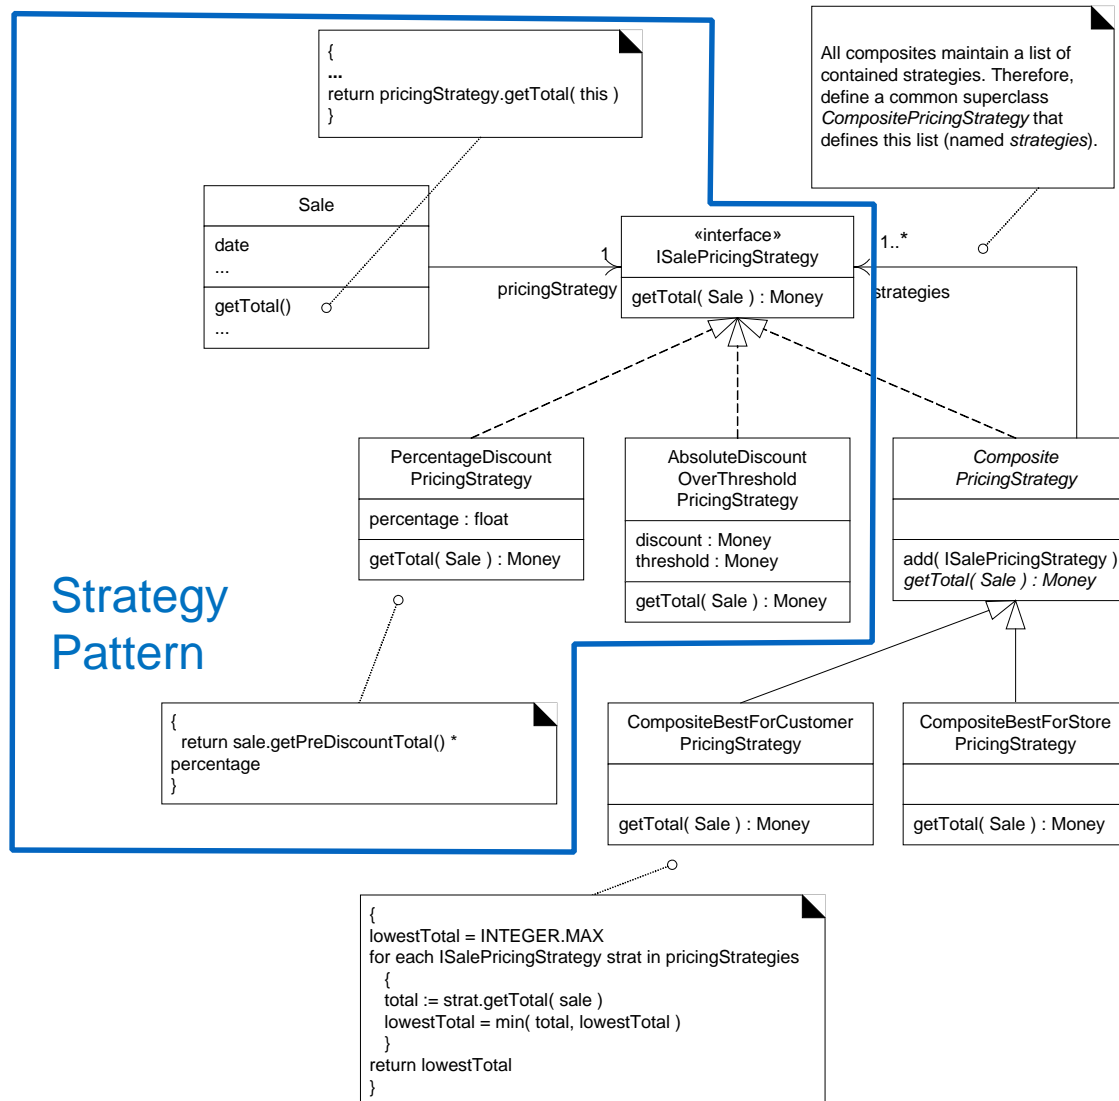 {
...
return pricingStrategy.getTotal( this )
}
All composites maintain a list of
contained strategies. Therefore,
define a common superclass
CompositePricingStrategy that
defines this list (named strategies).
Sale
date
...
getTotal()
...
1
pricingStrategy
«interface»
ISalePricingStrategy
getTotal( Sale ) : Money
1..*
strategies
PercentageDiscount
PricingStrategy
percentage : float
getTotal( Sale ) : Money
AbsoluteDiscount
OverThreshold
PricingStrategy
discount : Money
threshold : Money
getTotal( Sale ) : Money
Composite
PricingStrategy
add( ISalePricingStrategy )
getTotal( Sale ) : Money
Strategy
Pattern
{
return sale.getPreDiscountTotal() *
percentage
}
CompositeBestForCustomer
PricingStrategy
getTotal( Sale ) : Money
CompositeBestForStore
PricingStrategy
getTotal( Sale ) : Money
{
lowestTotal = INTEGER.MAX
for each ISalePricingStrategy strat in pricingStrategies
{
total := strat.getTotal( sale )
lowestTotal = min( total, lowestTotal )
}
return lowestTotal
}